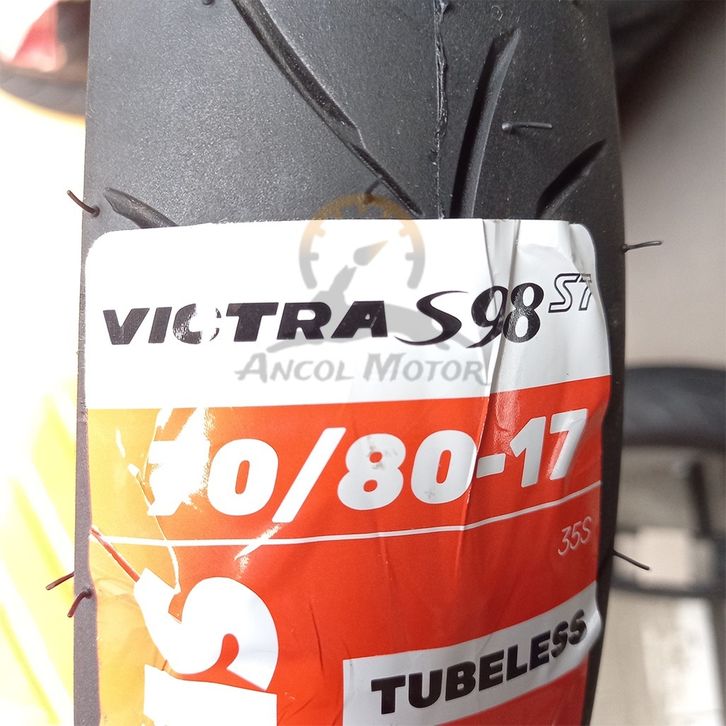 VICTRA S98 ST
ANCOL MOTOR
70/80-17
35S
TUBELESS